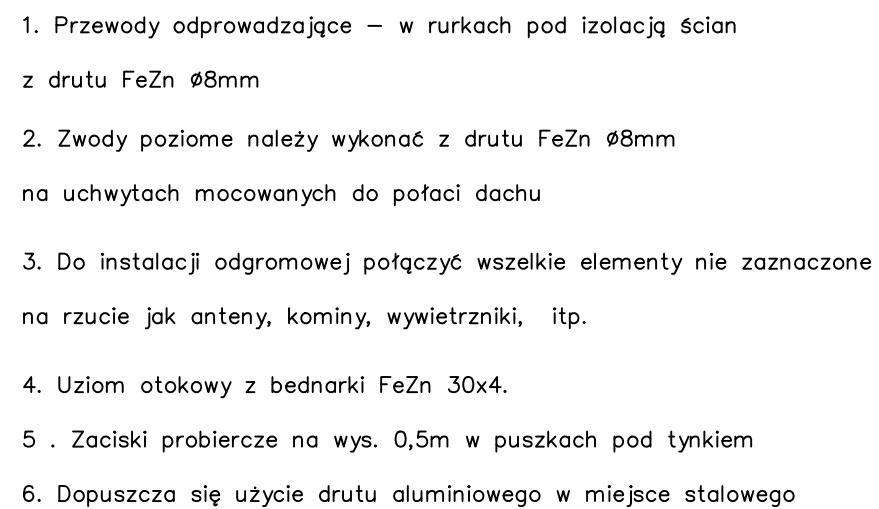 1. Przewody odprowadzające – w rurkach pod izolacją ścian
z drutu FeZn Ø8mm
2. Zwody poziome należy wykonać z drutu FeZn Ø8mm
na uchwytach mocowanych do połaci dachu
3. Do instalacji odgromowej połączyć wszelkie elementy nie zaznaczone
na rzucie jak anteny, kominy, wywietrzniki, itp.
4. Uziom otokowy z bednarki FeZn 30x4.
5 . Zaciski probiercze na wys. 0,5m w puszkach pod tynkiem
6. Dopuszcza się użycie drutu aluminiowego w miejsce stalowego